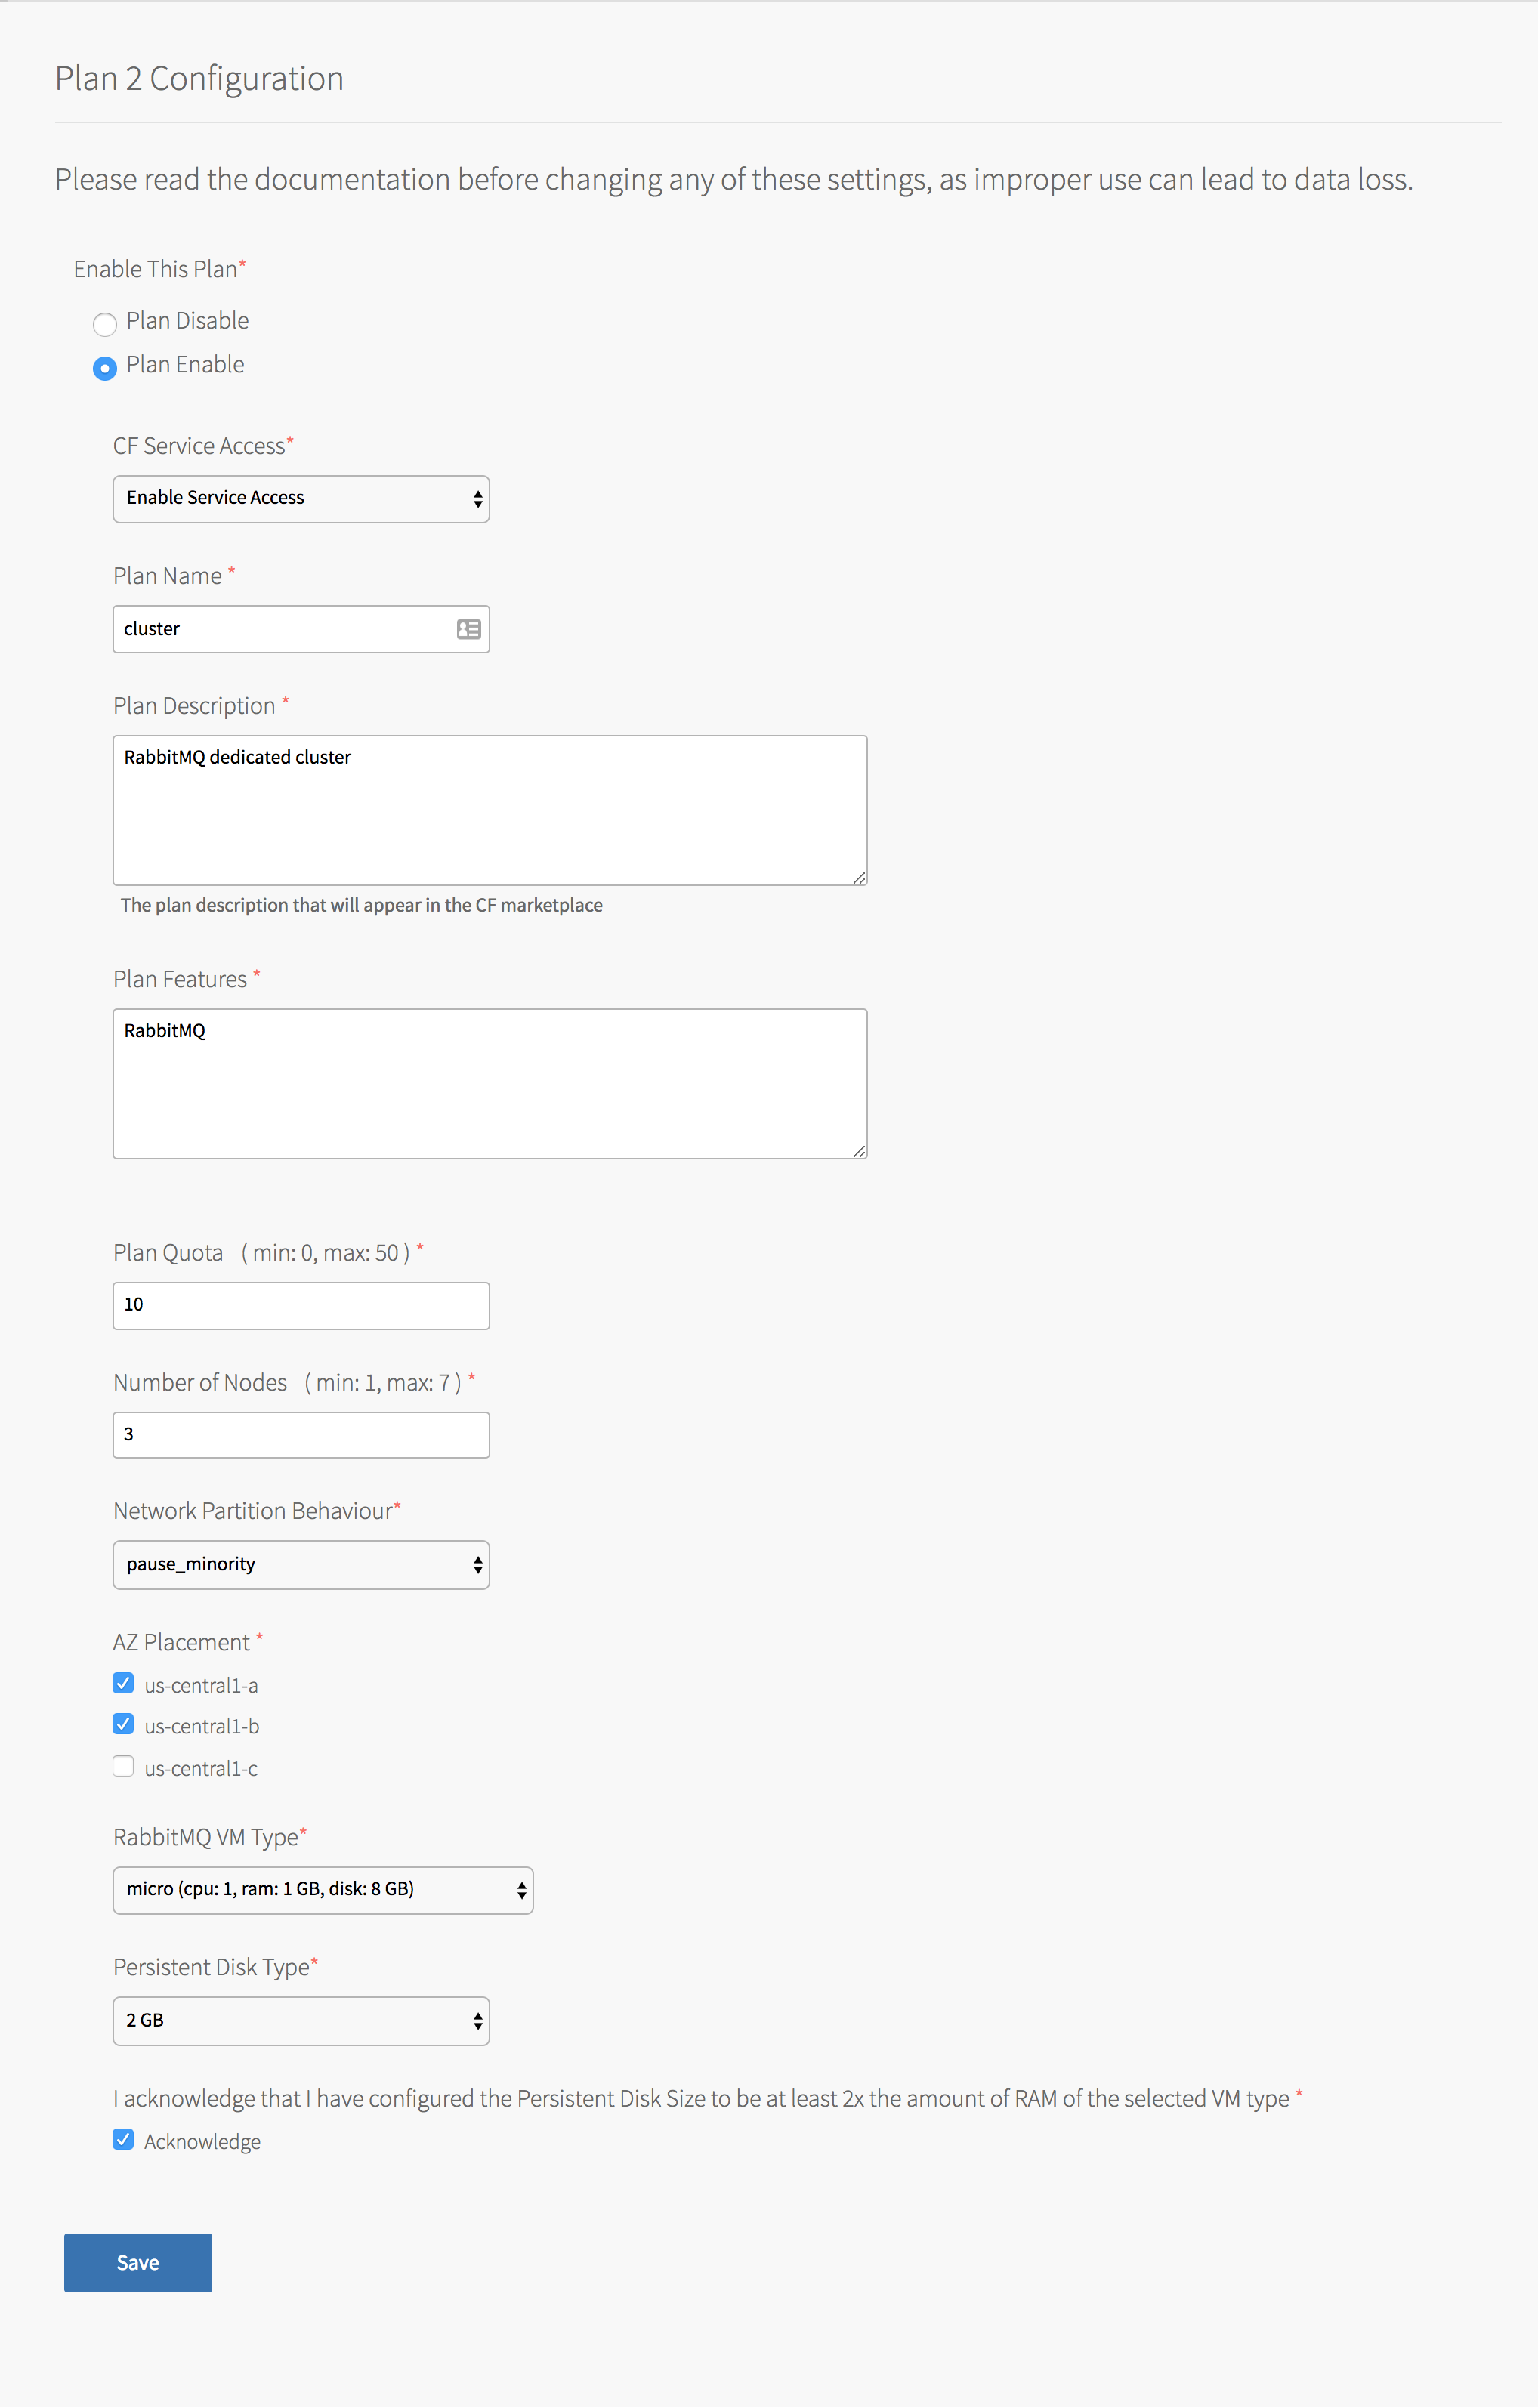 Plan 2 Configuration
Please read the documentation before changing any of these settings, as improper use can lead to data loss.
Enable This Plan*
Plan Disable
Plan Enable
CF Service Access*
Enable Service Access
Plan Name *
cluster
Plan Description *
RabbitMQ dedicated cluster
The plan description that will appear in the CF marketplace
Plan Features *
RabbitMQ
Plan Quota ( min: 0, max: 50 ) *
10
Number of Nodes ( min: 1, max: 7 ) *
3
Network Partition Behaviour*
pause_minority
AZ Placement *
us-central1-a
us-central1-b
us-central1-c
RabbitMQ VM Type*
micro (cpu: 1, ram: 1 GB, disk: 8 GB)
Persistent Disk Type*
2 GB
I acknowledge that I have configured the Persistent Disk Size to be at least 2x the amount of RAM of the selected VM type *
Acknowledge
Save